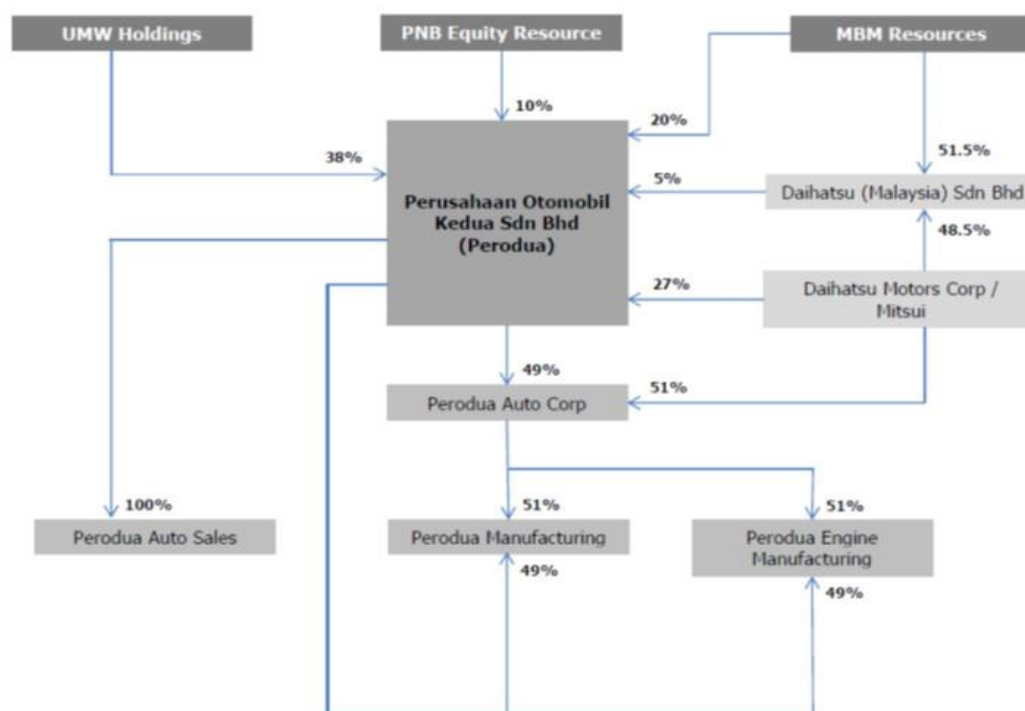 UMW Holdings
PNB Equity Resource
MBM Resources
10%
20%
38%
51.5%
5%
Perusahaan Otomobil
Kedua Sdn Bhd
(Perodua)
Daihatsu (Malaysia) Sdn Bhd
48.5%
27%
Daihatsu Motors Corp /
Mitsui
49%
51%
Perodua Auto Corp
100%
51%
51%
Perodua Auto Sales
Perodua Manufacturing
Perodua Engine
Manufacturing
49%
49%